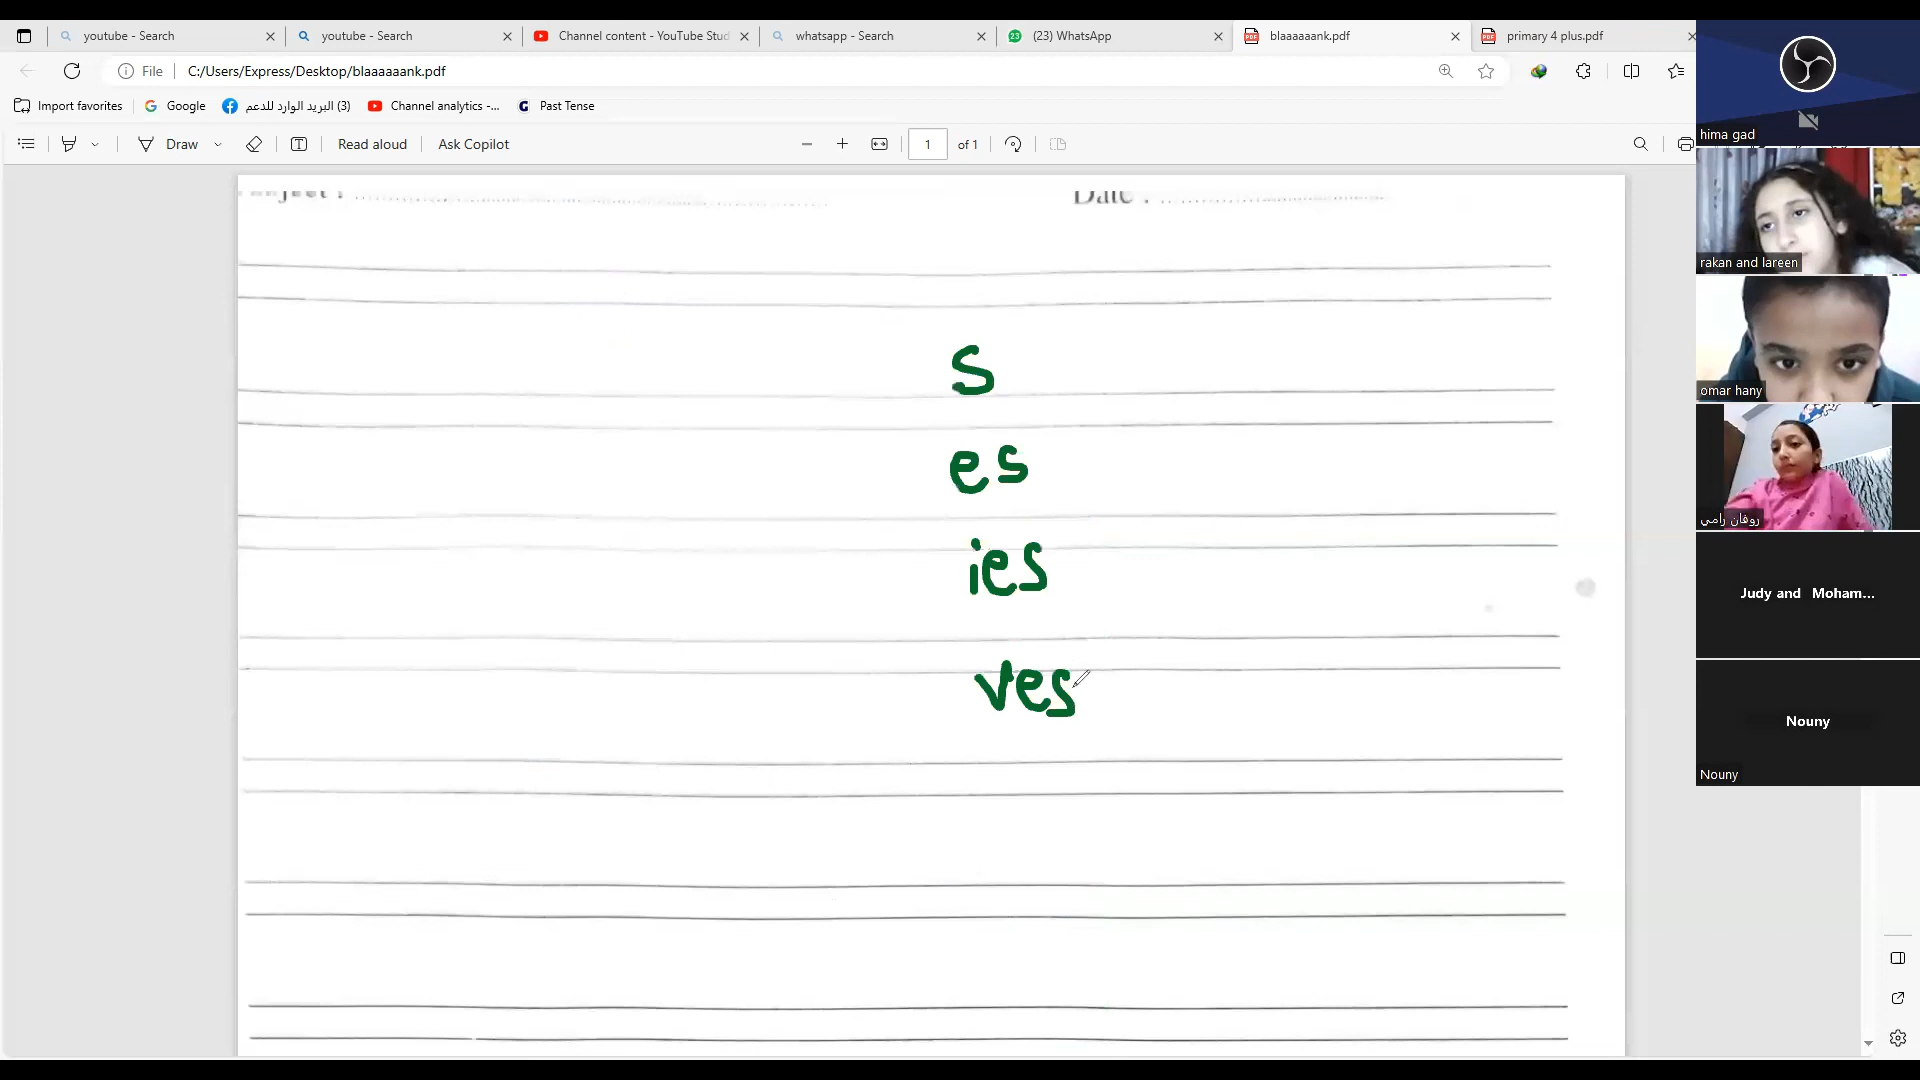 youtube - Search
youtube - Search
Channel content - YouTube Stud
whatsapp - Search
(23) WhatsApp
blaaaaaank.pdf
primary 4 plus.pdf
File
C:/Users/Express/Desktop/blaaaaaank.pdf
Import favorites
Google
(3) البريد الوارد للدعم
Channel analytics -...
Past Tense
Draw
Read aloud
Ask Copilot
1
of 1
Date :
s
es
ies
ves
hima gad
rakan and lareen
omar hany
روفان رامي
Judy and Moham...
Nouny
Nouny